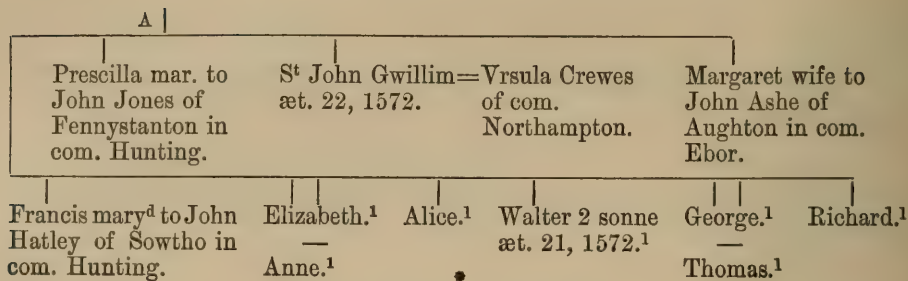 A
Prescilla mar. to
John Jones of
Fennystanton in
com. Hunting.
Sᵗ John Gwillim=Vrsula Crewes
æt. 22, 1572.
of com.
Northampton.
Margaret wife to
John Ashe of
Aughton in com.
Ebor.
Francis maryᵈ to John
Hatley of Sowtho in
com. Hunting.
Elizabeth.¹
—
Anne.¹
Alice.¹
Walter 2 sonne
æt. 21, 1572.¹
George.¹
—
Thomas.¹
Richard.¹